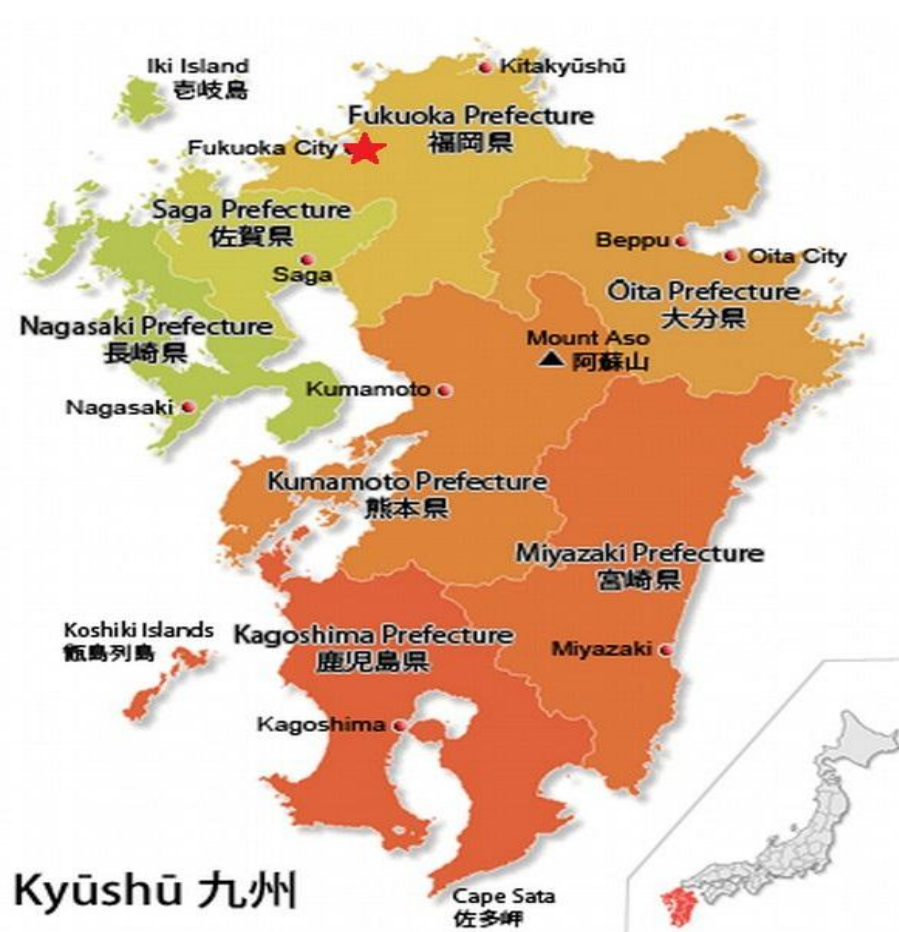 Iki Island
壱岐島
Kitakyūshū
Fukuoka Prefecture
福岡県
Fukuoka City
Saga Prefecture
佐賀県
Saga
Beppu
Oita City
Ōita Prefecture
大分県
Nagasaki Prefecture
長崎県
Mount Aso
阿蘇山
Kumamoto
Nagasaki
Kumamoto Prefecture
熊本県
Miyazaki Prefecture
宮崎県
Koshiki Islands
甑島列島
Kagoshima Prefecture
鹿児島県
Miyazaki
Kagoshima
Kyūshū 九州
Cape Sata
佐多岬